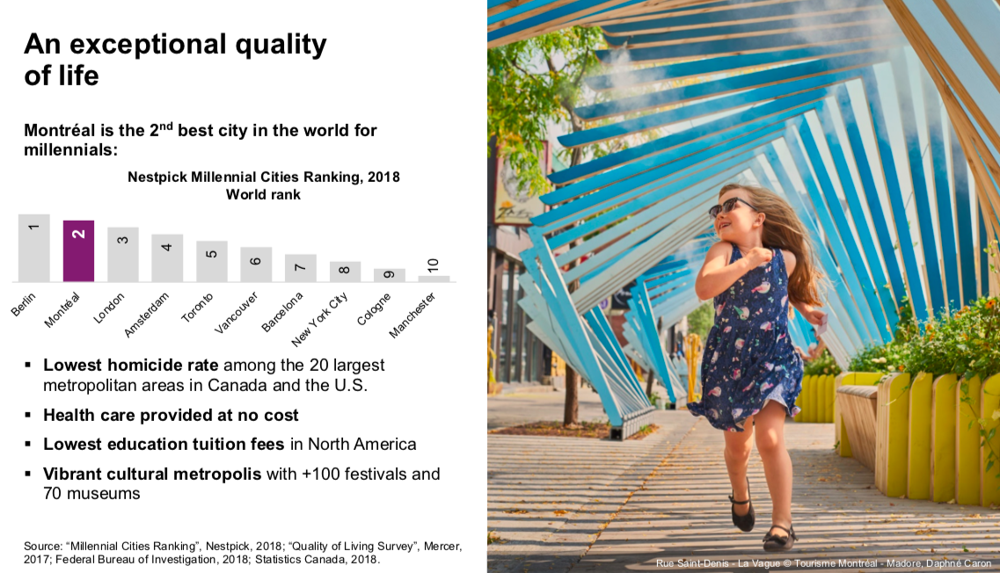 An exceptional quality
of life
Montréal is the 2nd best city in the world for
millennials:
Nestpick Millennial Cities Ranking, 2018
World rank
1
2
3
4
5
6
7
8
9
10
Berlin
Montréal
London
Amsterdam
Toronto
Vancouver
Barcelona
New York City
Cologne
Manchester
▪ Lowest homicide rate among the 20 largest
metropolitan areas in Canada and the U.S.
▪ Health care provided at no cost
▪ Lowest education tuition fees in North America
▪ Vibrant cultural metropolis with +100 festivals and
70 museums
Source: “Millennial Cities Ranking”, Nestpick, 2018; “Quality of Living Survey”, Mercer,
2017; Federal Bureau of Investigation, 2018; Statistics Canada, 2018.
Rue Saint-Denis - La Vague © Tourisme Montréal - Madore, Daphné Caron